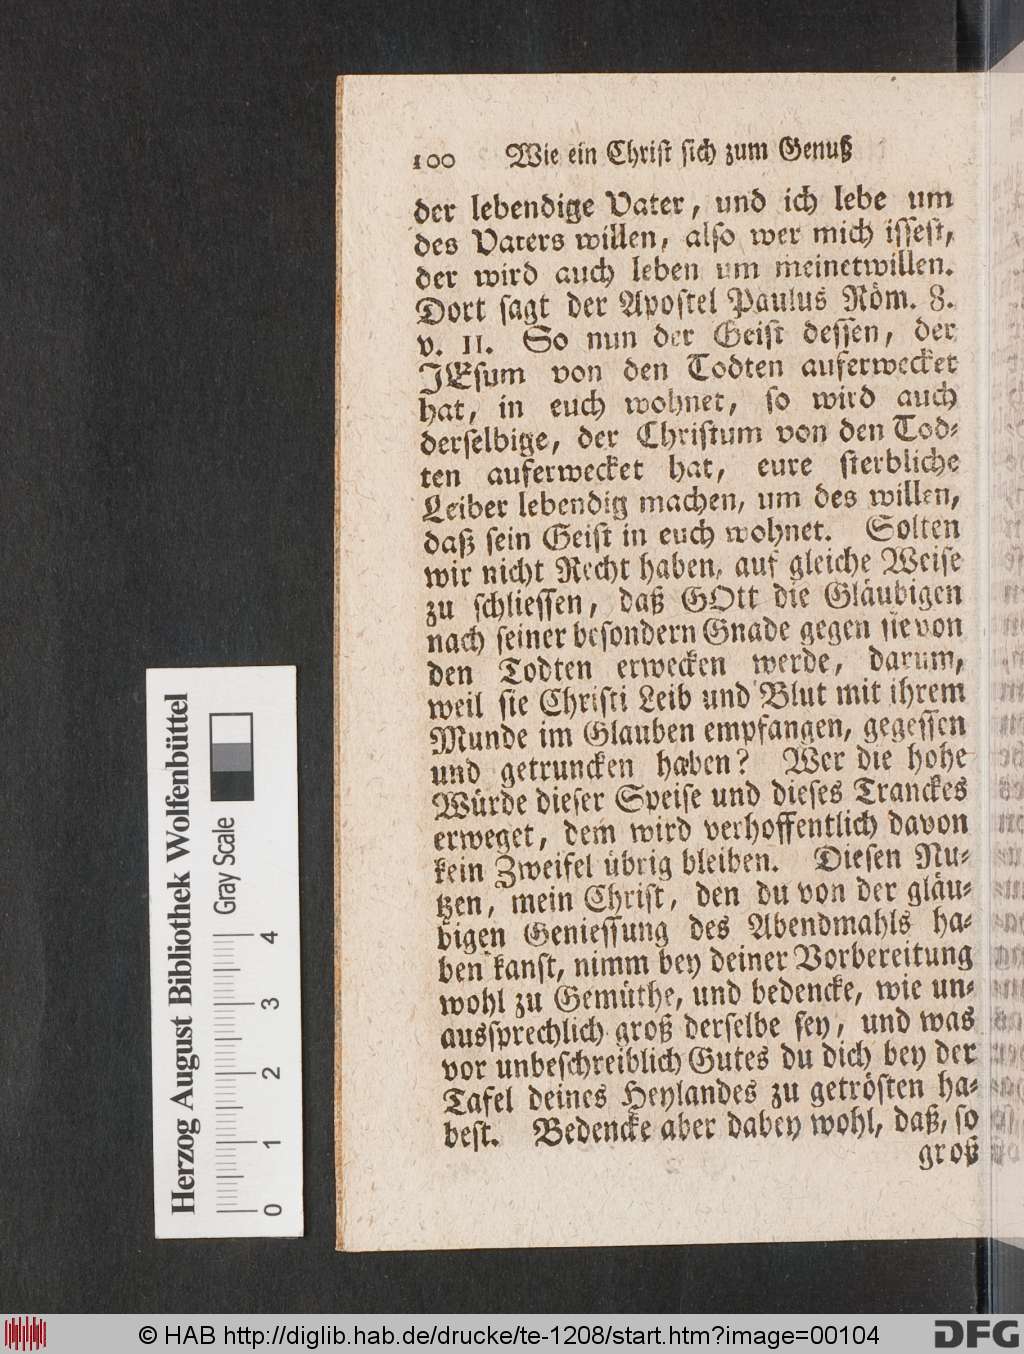 100 Wie ein Christ sich zum Genuß
der lebendige Vater, und ich lebe um
des Vaters willen, also wer mich isset,
der wird auch leben um meinetwillen.
Dort sagt der Apostel Paulus Röm. 8.
v. 11. So nun der Geist dessen, der
JEsum von den Todten auferwecket
hat, in euch wohnet, so wird auch
derselbige, der Christum von den Tod-
ten auferwecket hat, eure sterbliche
Leiber lebendig machen, um des willen,
daß sein Geist in euch wohnet. Solten
wir nicht Recht haben, auf gleiche Weise
zu schliessen, daß GOtt die Gläubigen
nach seiner besondern Gnade gegen sie von
den Todten erwecken werde, darum,
weil sie Christi Leib und Blut mit ihrem
Munde im Glauben empfangen, gegessen
und getruncken haben? Wer die hohe
Würde dieser Speise und dieses Tranckes
erweget, dem wird verhoffentlich davon
kein Zweifel übrig bleiben. Diesen Nu-
tzen, mein Christ, den du von der gläu-
bigen Geniessung des Abendmahls ha-
ben kanst, nimm bey deiner Vorbereitung
wohl zu Gemüthe, und bedencke, wie un-
aussprechlich groß derselbe sey, und was
vor unbeschreiblich Gutes du dich bey der
Tafel deines Heylandes zu getrösten ha-
best. Bedencke aber dabey wohl, daß, so
groß
Herzog August Bibliothek Wolfenbüttel
Gray Scale
0 1 2 3 4
© HAB http://diglib.hab.de/drucke/te-1208/start.htm?image=00104
DFG